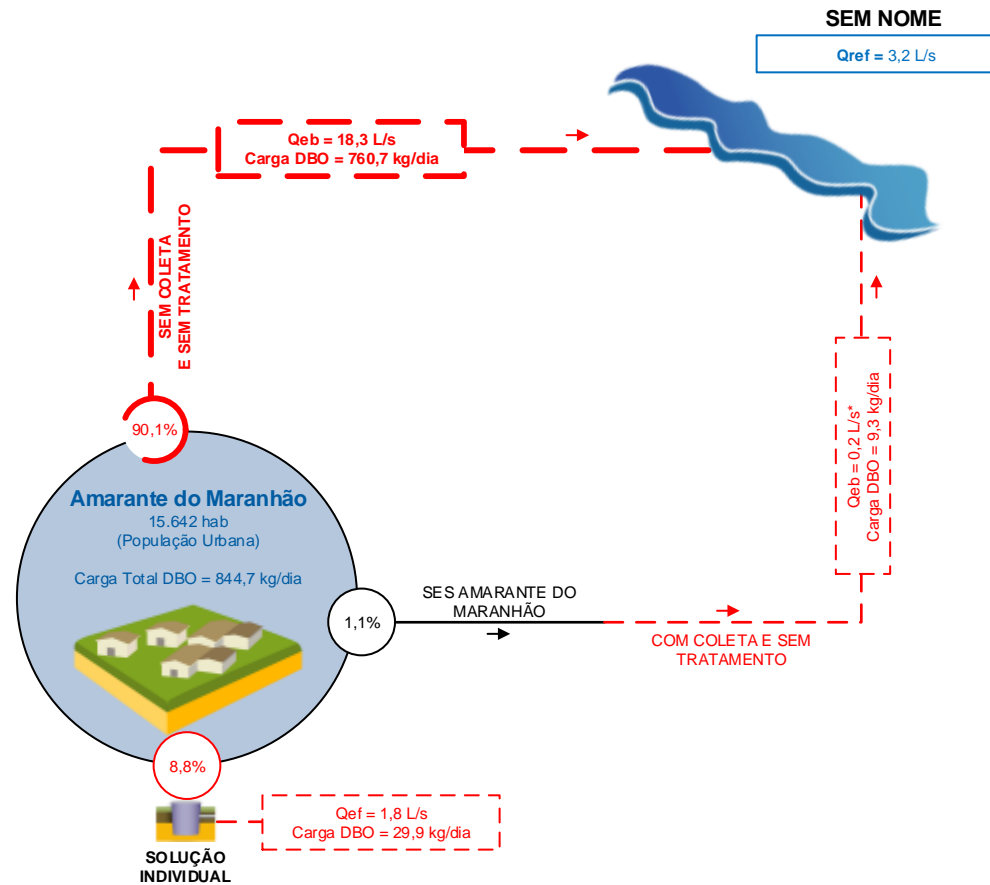 SEM NOME
Qref = 3,2 L/s
Qeb = 18,3 L/s
Carga DBO = 760,7 kg/dia
SEM COLETA
E SEM TRATAMENTO
90,1%
Amarante do Maranhão
15.642 hab
(População Urbana)
Carga Total DBO = 844,7 kg/dia
1,1%
SES AMARANTE DO
MARANHÃO
COM COLETA E SEM
TRATAMENTO
Qeb = 0,2 L/s*
Carga DBO = 9,3 kg/dia
8,8%
Qef = 1,8 L/s
Carga DBO = 29,9 kg/dia
SOLUÇÃO
INDIVIDUAL